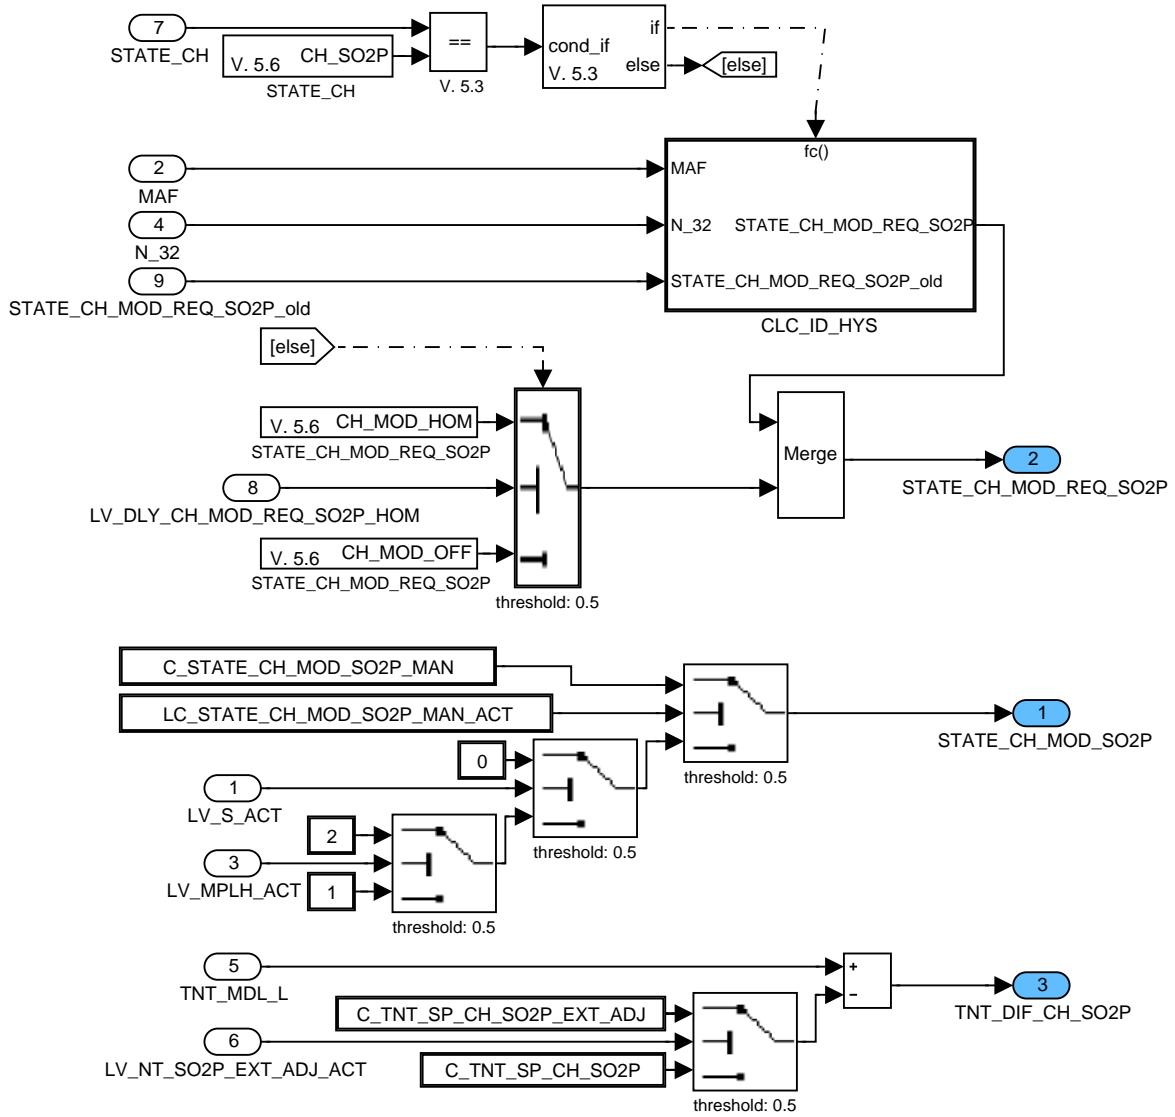 7
STATE_CH
V. 5.6 CH_SO2P
STATE_CH
==
V. 5.3
cond_if
V. 5.3
if
else
[else]
fc()
2
MAF
4
N_32
9
STATE_CH_MOD_REQ_SO2P_old
MAF
N_32
STATE_CH_MOD_REQ_SO2P
STATE_CH_MOD_REQ_SO2P_old
CLC_ID_HYS
[else]
V. 5.6 CH_MOD_HOM
STATE_CH_MOD_REQ_SO2P
8
LV_DLY_CH_MOD_REQ_SO2P_HOM
V. 5.6 CH_MOD_OFF
STATE_CH_MOD_REQ_SO2P
threshold: 0.5
Merge
2
STATE_CH_MOD_REQ_SO2P
C_STATE_CH_MOD_SO2P_MAN
LC_STATE_CH_MOD_SO2P_MAN_ACT
threshold: 0.5
1
STATE_CH_MOD_SO2P
0
1
LV_S_ACT
threshold: 0.5
2
3
LV_MPLH_ACT
1
threshold: 0.5
5
TNT_MDL_L
+
−
3
TNT_DIF_CH_SO2P
C_TNT_SP_CH_SO2P_EXT_ADJ
6
LV_NT_SO2P_EXT_ADJ_ACT
C_TNT_SP_CH_SO2P
threshold: 0.5